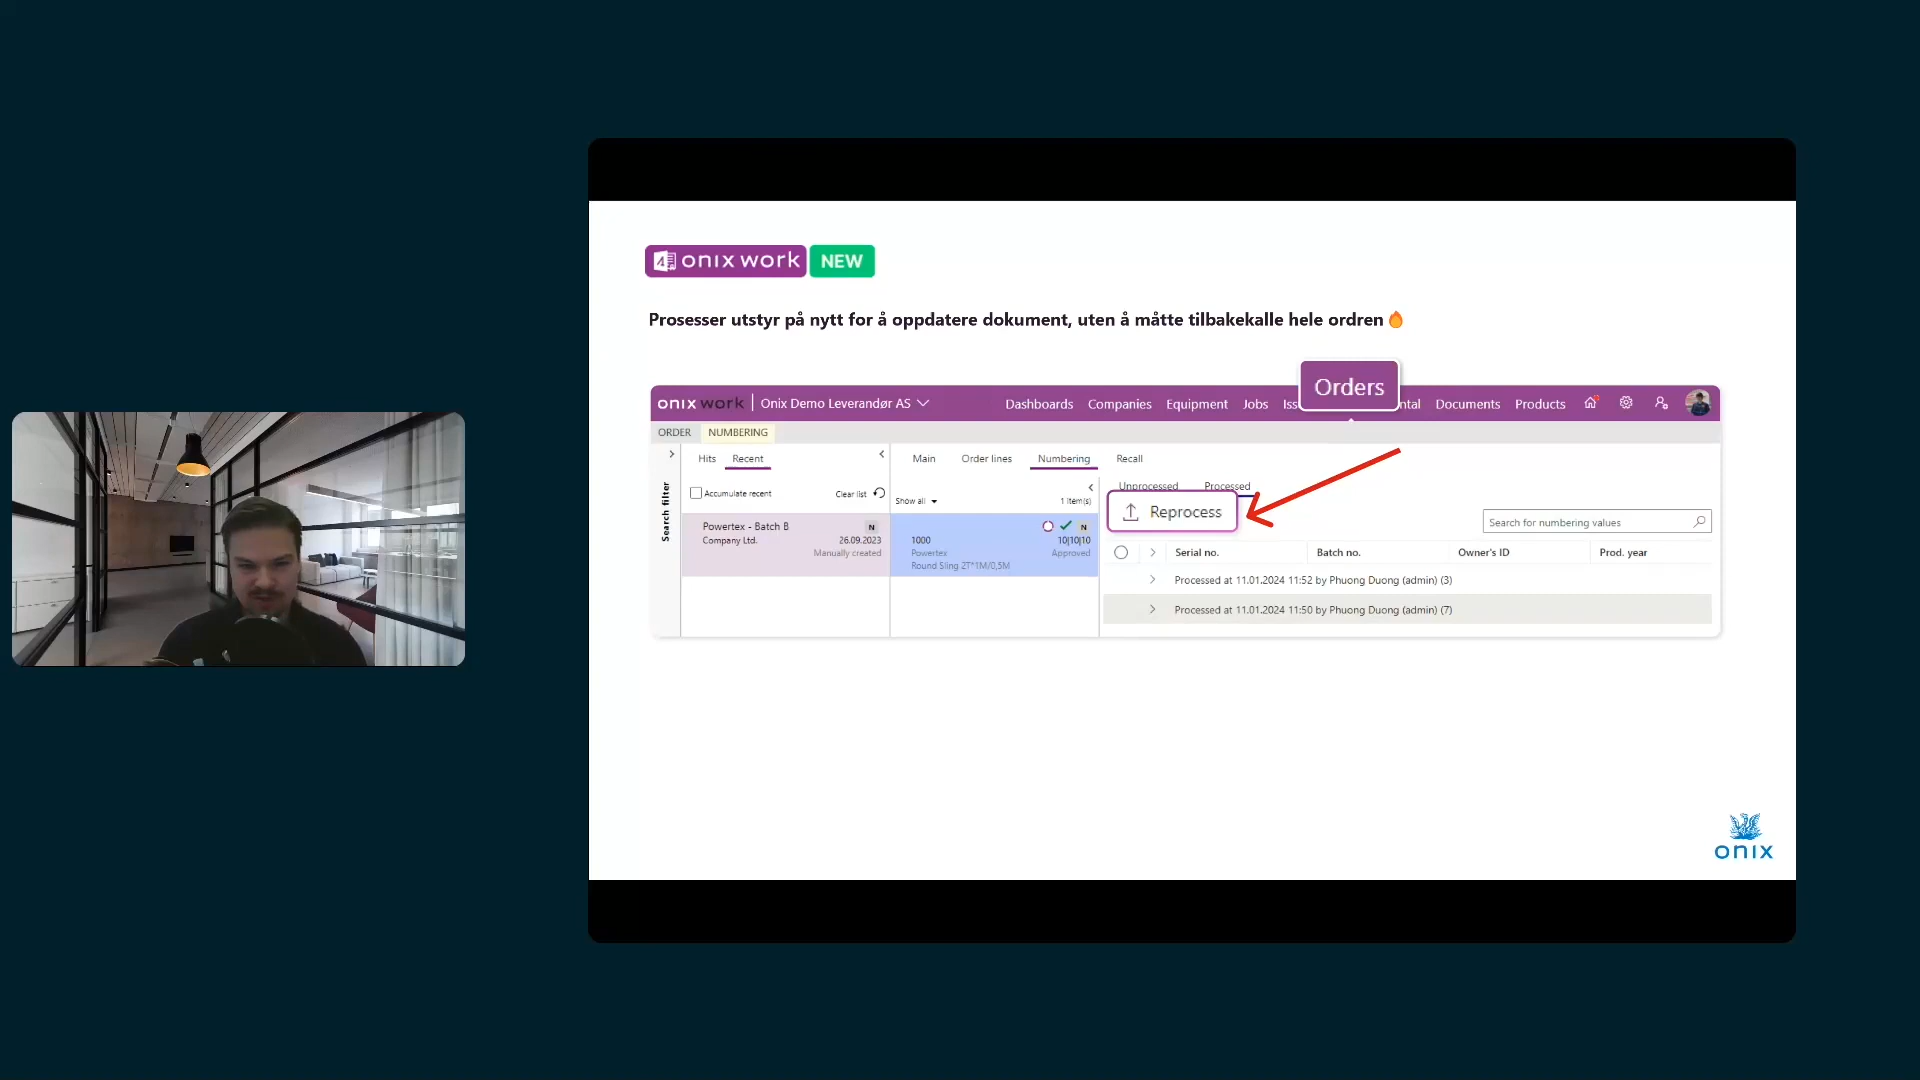 onix work NEW
Prosesser utstyr på nytt for å oppdatere dokument, uten å måtte tilbakekalle hele ordren 🔥
Orders
onix work | Onix Demo Leverandør AS Dashboards Companies Equipment Jobs Iss ntal Documents Products
ORDER NUMBERING
Hits Recent Main Order lines Numbering Recall
Search filter
Accumulate recent Clear list Show all 1 item(s) Unprocessed Processed
Reprocess Search for numbering values
Powertex - Batch B N
Company Ltd. 26.09.2023
Manually created
N
1000 10|10|10
Powertex Approved
Round Sling 2T*1M/0,5M
Serial no. Batch no. Owner's ID Prod. year
Processed at 11.01.2024 11:52 by Phuong Duong (admin) (3)
Processed at 11.01.2024 11:50 by Phuong Duong (admin) (7)
onix